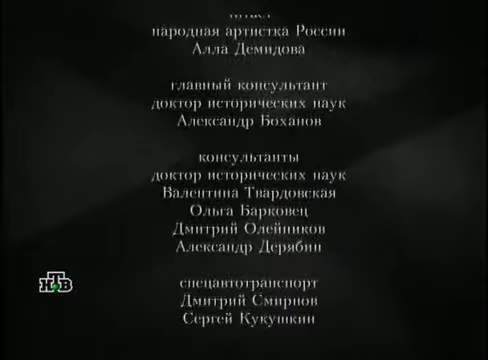 народная артистка России
Алла Демидова
главный консультант
доктор исторических наук
Александр Боханов
консультанты
доктор исторических наук
Валентина Твардовская
Ольга Барковец
Дмитрий Олейников
Александр Дерябин
спецавтотранспорт
Дмитрий Смирнов
Сергей Кукушкин
НТВ